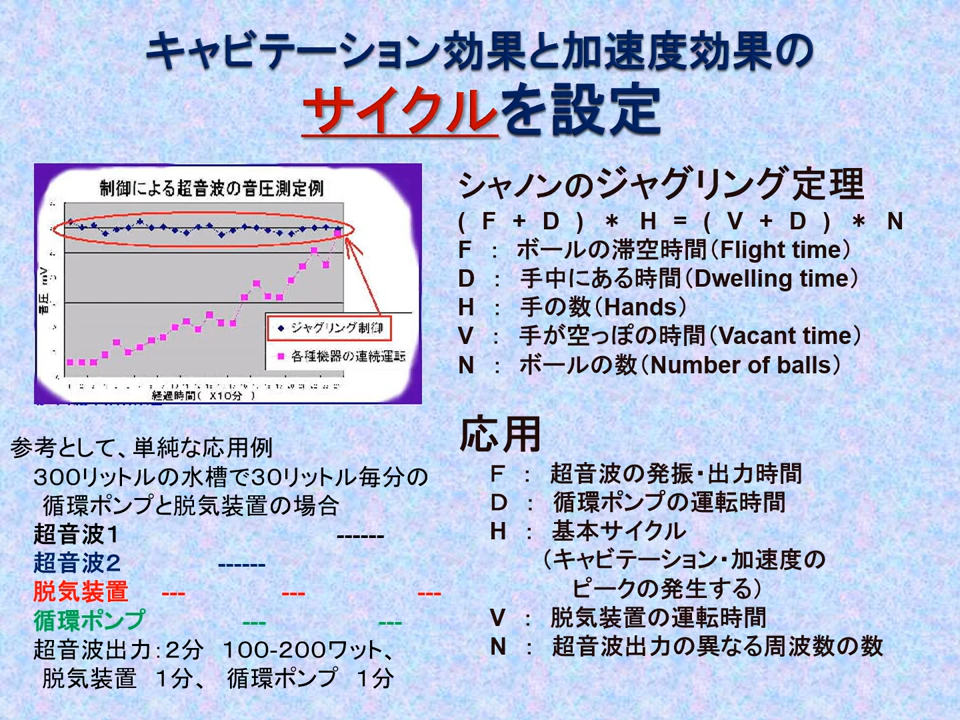 キャビテーション効果と加速度効果の
サイクルを設定
制御による超音波の音圧測定例
音圧 mV
ジャグリング制御
各種機器の連続運転
経過時間( X10分 )
シャノンのジャグリング定理
( F + D ) * H = ( V + D ) * N
F : ボールの滞空時間(Flight time)
D : 手中にある時間(Dwelling time)
H : 手の数(Hands)
V : 手が空っぽの時間(Vacant time)
N : ボールの数(Number of balls)
応用
F : 超音波の発振・出力時間
D : 循環ポンプの運転時間
H : 基本サイクル
(キャビテーション・加速度の
ピークの発生する)
V : 脱気装置の運転時間
N : 超音波出力の異なる周波数の数
参考として、単純な応用例
300リットルの水槽で30リットル毎分の
循環ポンプと脱気装置の場合
超音波1 ------
超音波2 ------
脱気装置 --- --- ---
循環ポンプ --- ---
超音波出力:2分 100-200ワット、
脱気装置 1分、 循環ポンプ 1分